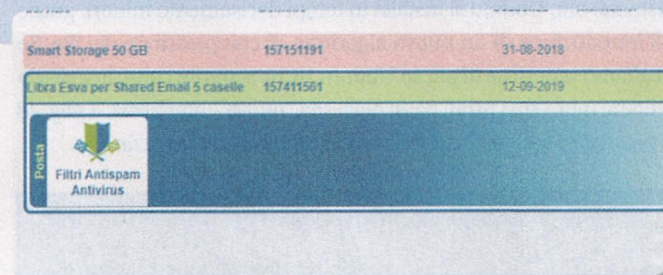 Smart Storage 50 GB 157151191 31-08-2018
Libra Esva per Shared Email 5 caselle 157411561 12-09-2019
Posta
Filtri Antispam
Antivirus